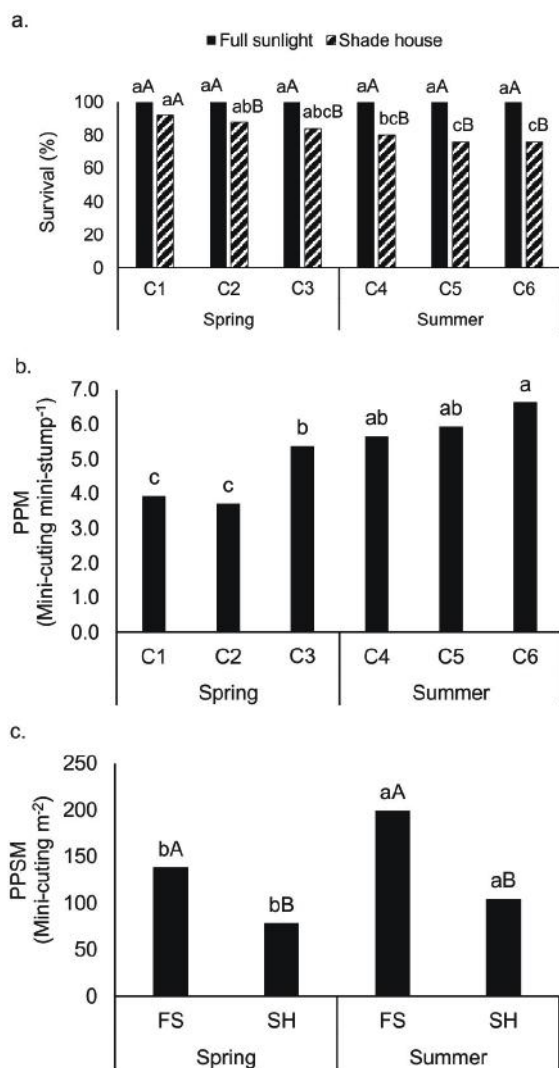 a.
Full sunlight Shade house
aA aA aA abB aA abcB aA bcB aA cB aA cB
100
80
60
40
20
0
Survival (%)
C1 C2 C3 C4 C5 C6
Spring Summer
b.
7.0
6.0
5.0
4.0
3.0
2.0
1.0
0.0
PPM
(Mini-cuting mini-stump⁻¹)
c c b ab ab a
C1 C2 C3 C4 C5 C6
Spring Summer
c.
250
200
150
100
50
0
PPSM
(Mini-cuting m⁻²)
bA bB aA aB
FS SH FS SH
Spring Summer